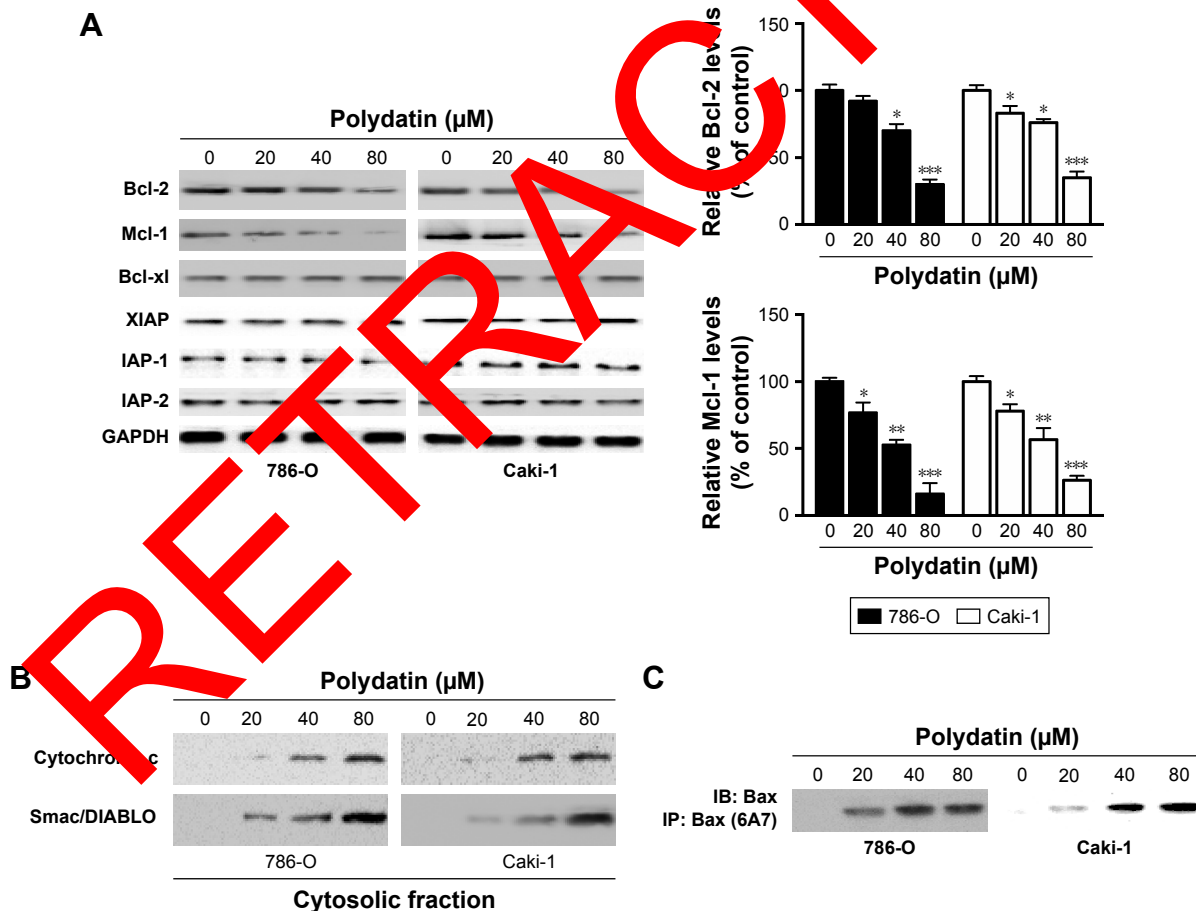 A
Polydatin (μM)
0 20 40 80 0 20 40 80
Bcl-2
Mcl-1
Bcl-xl
XIAP
IAP-1
IAP-2
GAPDH
786-O Caki-1
Relative Bcl-2 levels
(% of control)
50
0
* *** * * ***
0 20 40 80 0 20 40 80
Polydatin (μM)
Relative Mcl-1 levels
(% of control)
150
100
50
0
* ** *** * ** ***
0 20 40 80 0 20 40 80
Polydatin (μM)
786-O Caki-1
RETRACT
B
Polydatin (μM)
0 20 40 80 0 20 40 80
c
Smac/DIABLO
786-O Caki-1
Cytosolic fraction
C
Polydatin (μM)
0 20 40 80 0 20 40 80
IB: Bax
IP: Bax (6A7)
786-O Caki-1